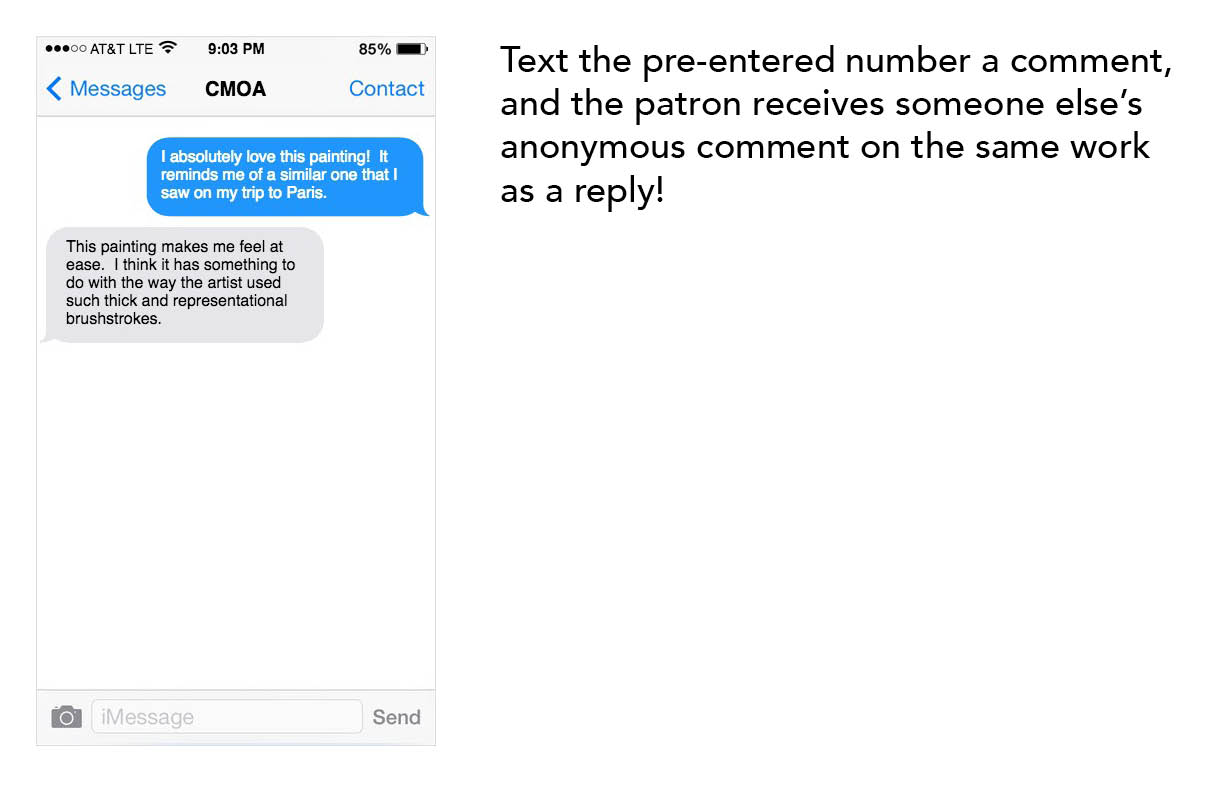 AT&T LTE 9:03 PM 85%
Messages CMOA Contact
I absolutely love this painting!  It
reminds me of a similar one that I
saw on my trip to Paris.
This painting makes me feel at
ease.  I think it has something to
do with the way the artist used
such thick and representational
brushstrokes.
iMessage Send
Text the pre-entered number a comment,
and the patron receives someone else’s
anonymous comment on the same work
as a reply!